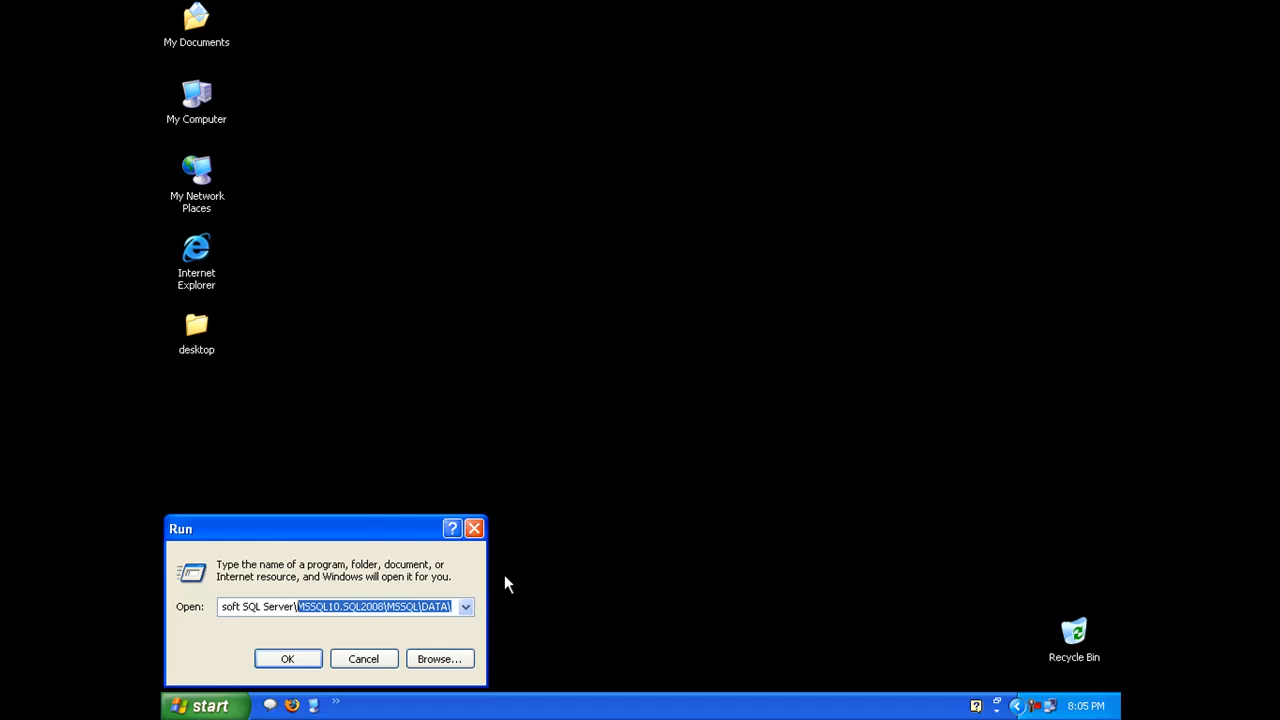 My Documents
My Computer
My Network
Places
Internet
Explorer
desktop
Run
Type the name of a program, folder, document, or
Internet resource, and Windows will open it for you.
Open: soft SQL Server\MSSQL10.SQL2008\MSSQL\DATA\
OK Cancel Browse...
Recycle Bin
start 8:05 PM